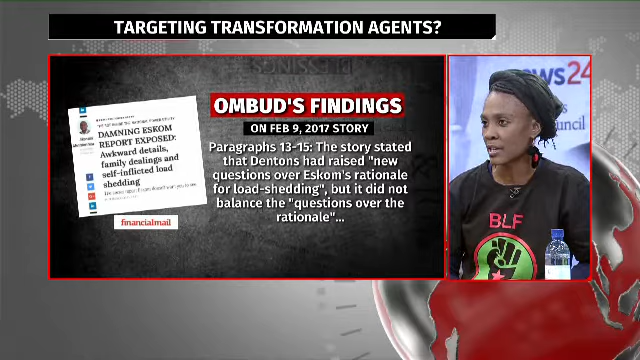 TARGETING TRANSFORMATION AGENTS?
DAMNING ESKOM
REPORT EXPOSED:
Awkward details,
family dealings and
self-inflicted load
shedding
financialmail
OMBUD'S FINDINGS
ON FEB 9, 2017 STORY
Paragraphs 13-15: The story stated
that Dentons had raised "new
questions over Eskom's rationale
for load-shedding", but it did not
balance the "questions over the
rationale"...
ws24
uncil
BLF